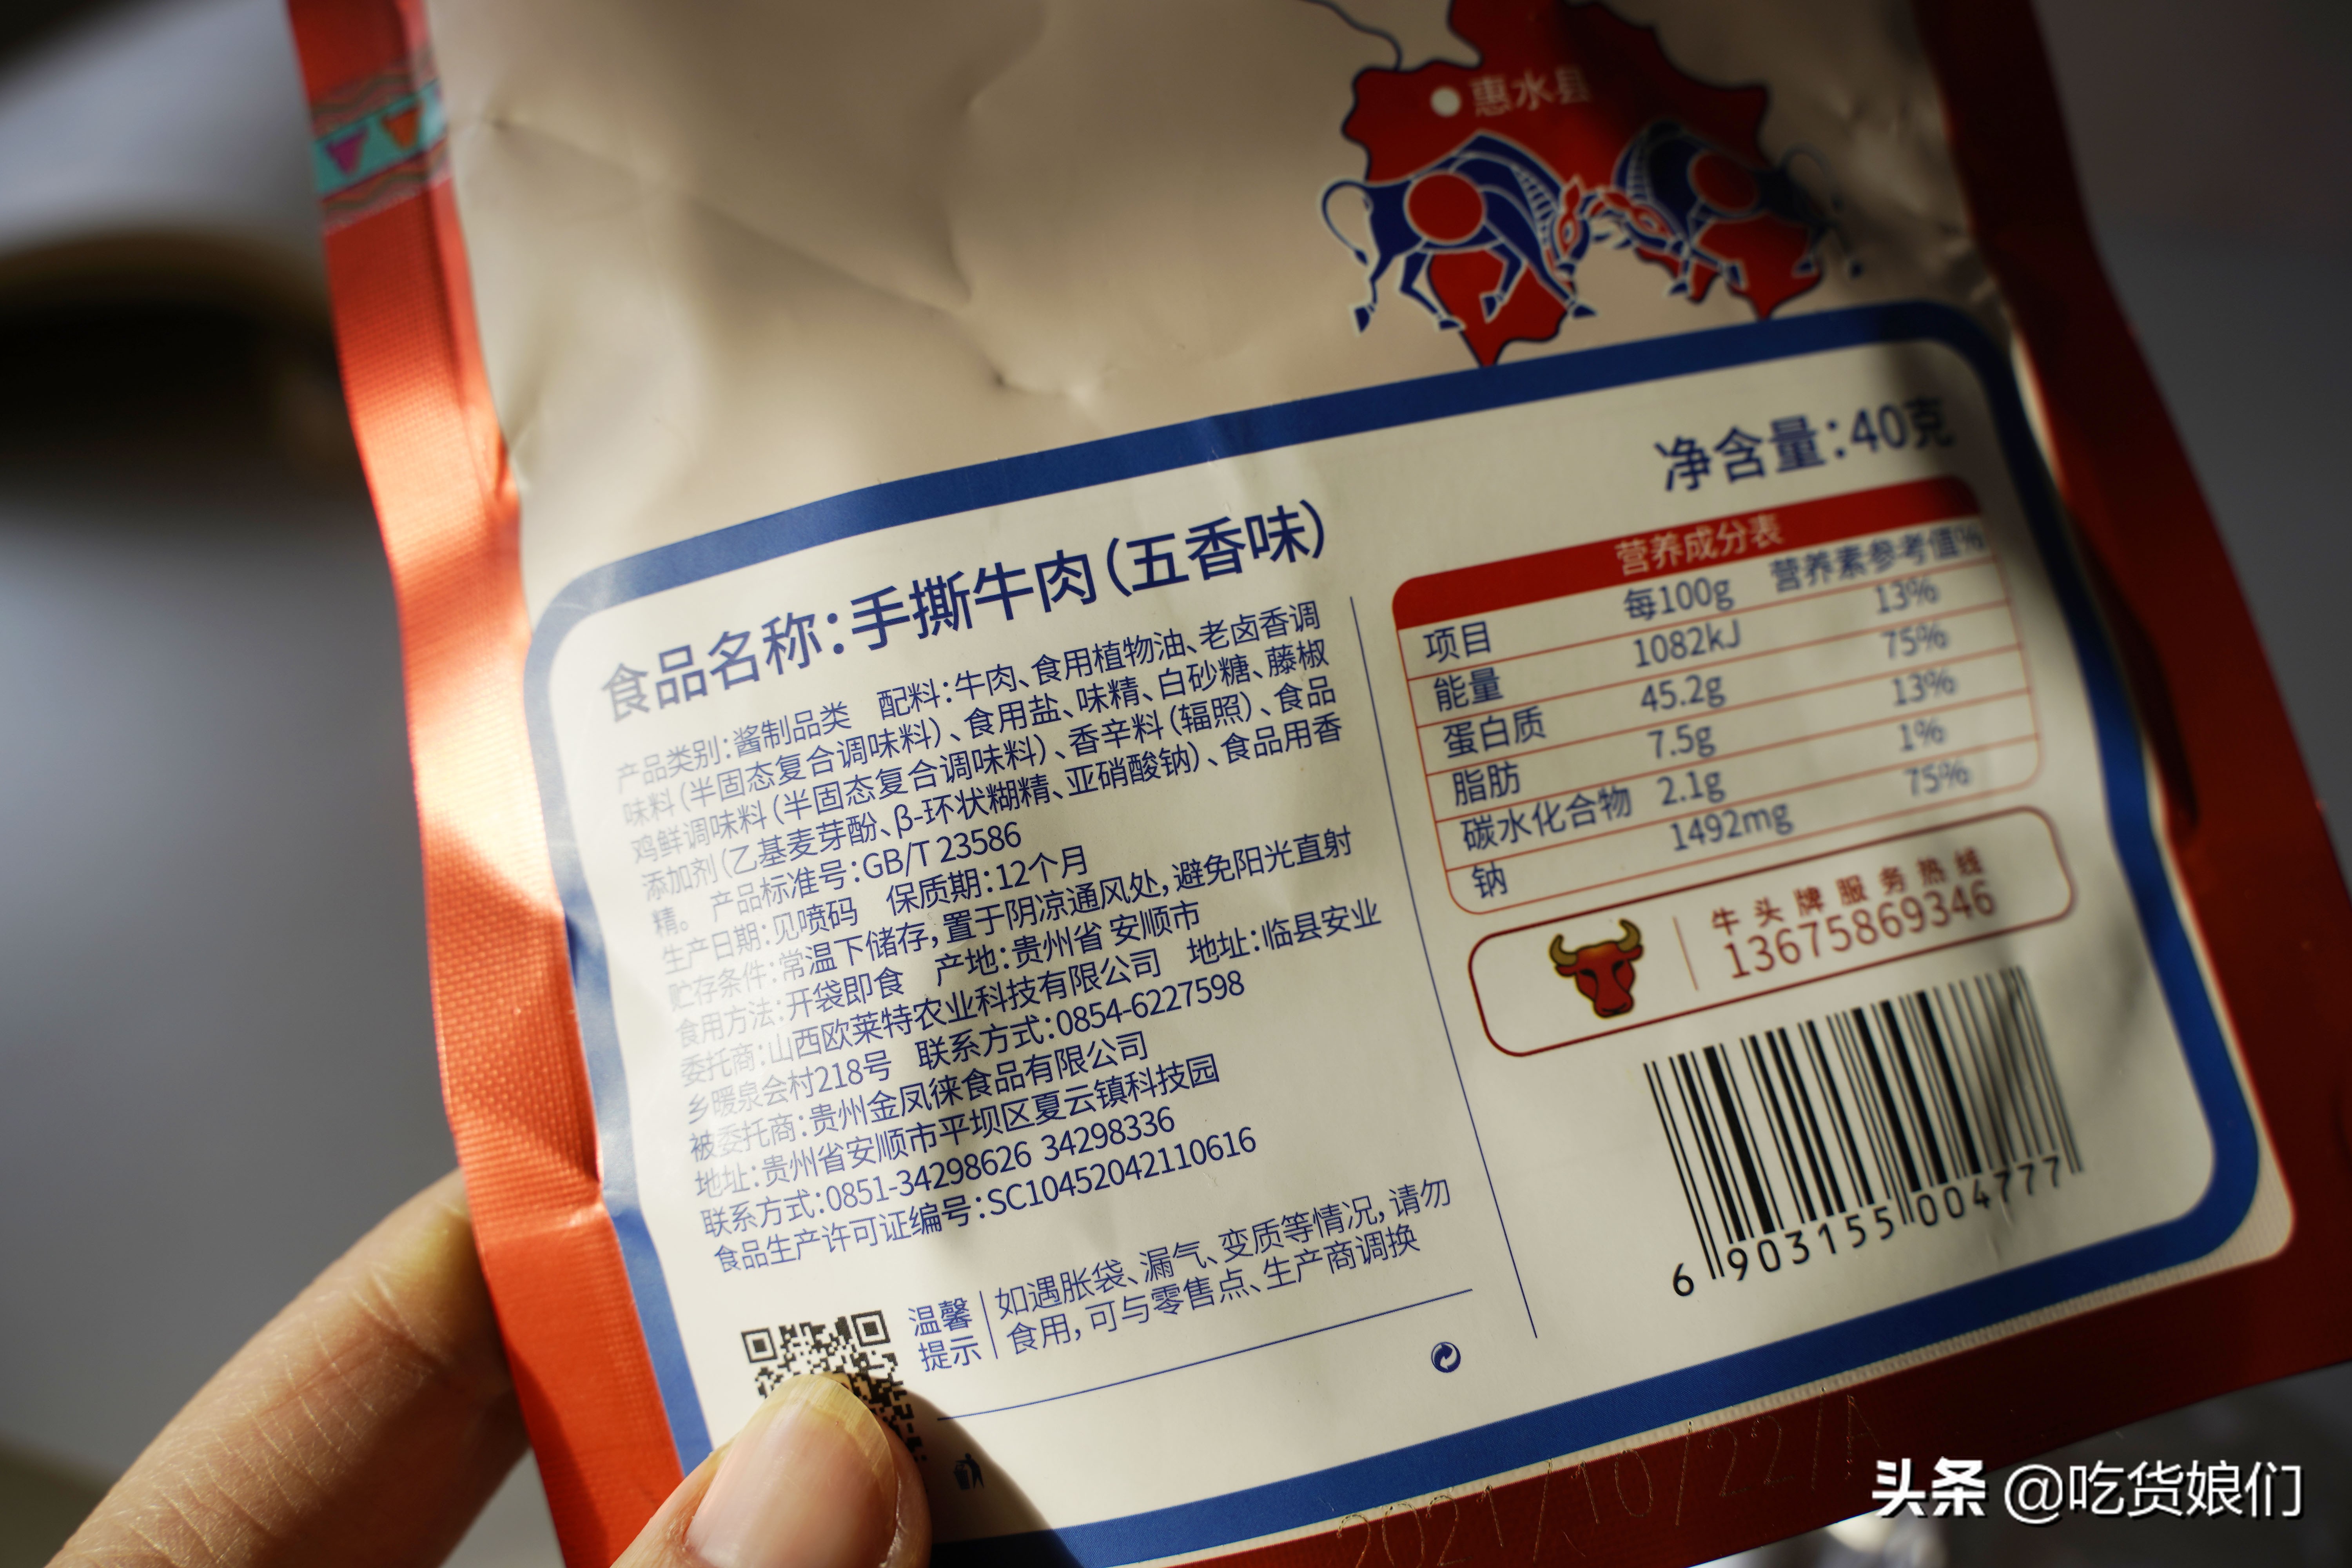 惠水县
净含量:40克
食品名称:手撕牛肉(五香味)
产品类别:酱制品类 配料:牛肉、食用植物油、老卤香调
味料(半固态复合调味料)、食用盐、味精、白砂糖、藤椒
鸡鲜调味料(半固态复合调味料)、香辛料(辐照)、食品
添加剂(乙基麦芽酚、β-环状糊精、亚硝酸钠)、食品用香
精。 产品标准号:GB/T 23586
生产日期:见喷码 保质期:12个月
贮存条件:常温下储存,置于阴凉通风处,避免阳光直射
食用方法:开袋即食 产地:贵州省 安顺市
委托商:山西欧莱特农业科技有限公司 地址:临县安业
乡暖泉会村218号 联系方式:0854-6227598
被委托商:贵州金凤徕食品有限公司
地址:贵州省安顺市平坝区夏云镇科技园
联系方式:0851-34298626 34298336
食品生产许可证编号:SC10452042110616
温馨
提示
如遇胀袋、漏气、变质等情况,请勿
食用,可与零售点、生产商调换
营养成分表
项目 每100g 营养素参考值%
能量 1082kJ 13%
蛋白质 45.2g 75%
脂肪 7.5g 13%
碳水化合物 2.1g 1%
钠 1492mg 75%
牛头牌服务热线
13675869346
6 903155 004777
2021/10/22/A
头条 @吃货娘们